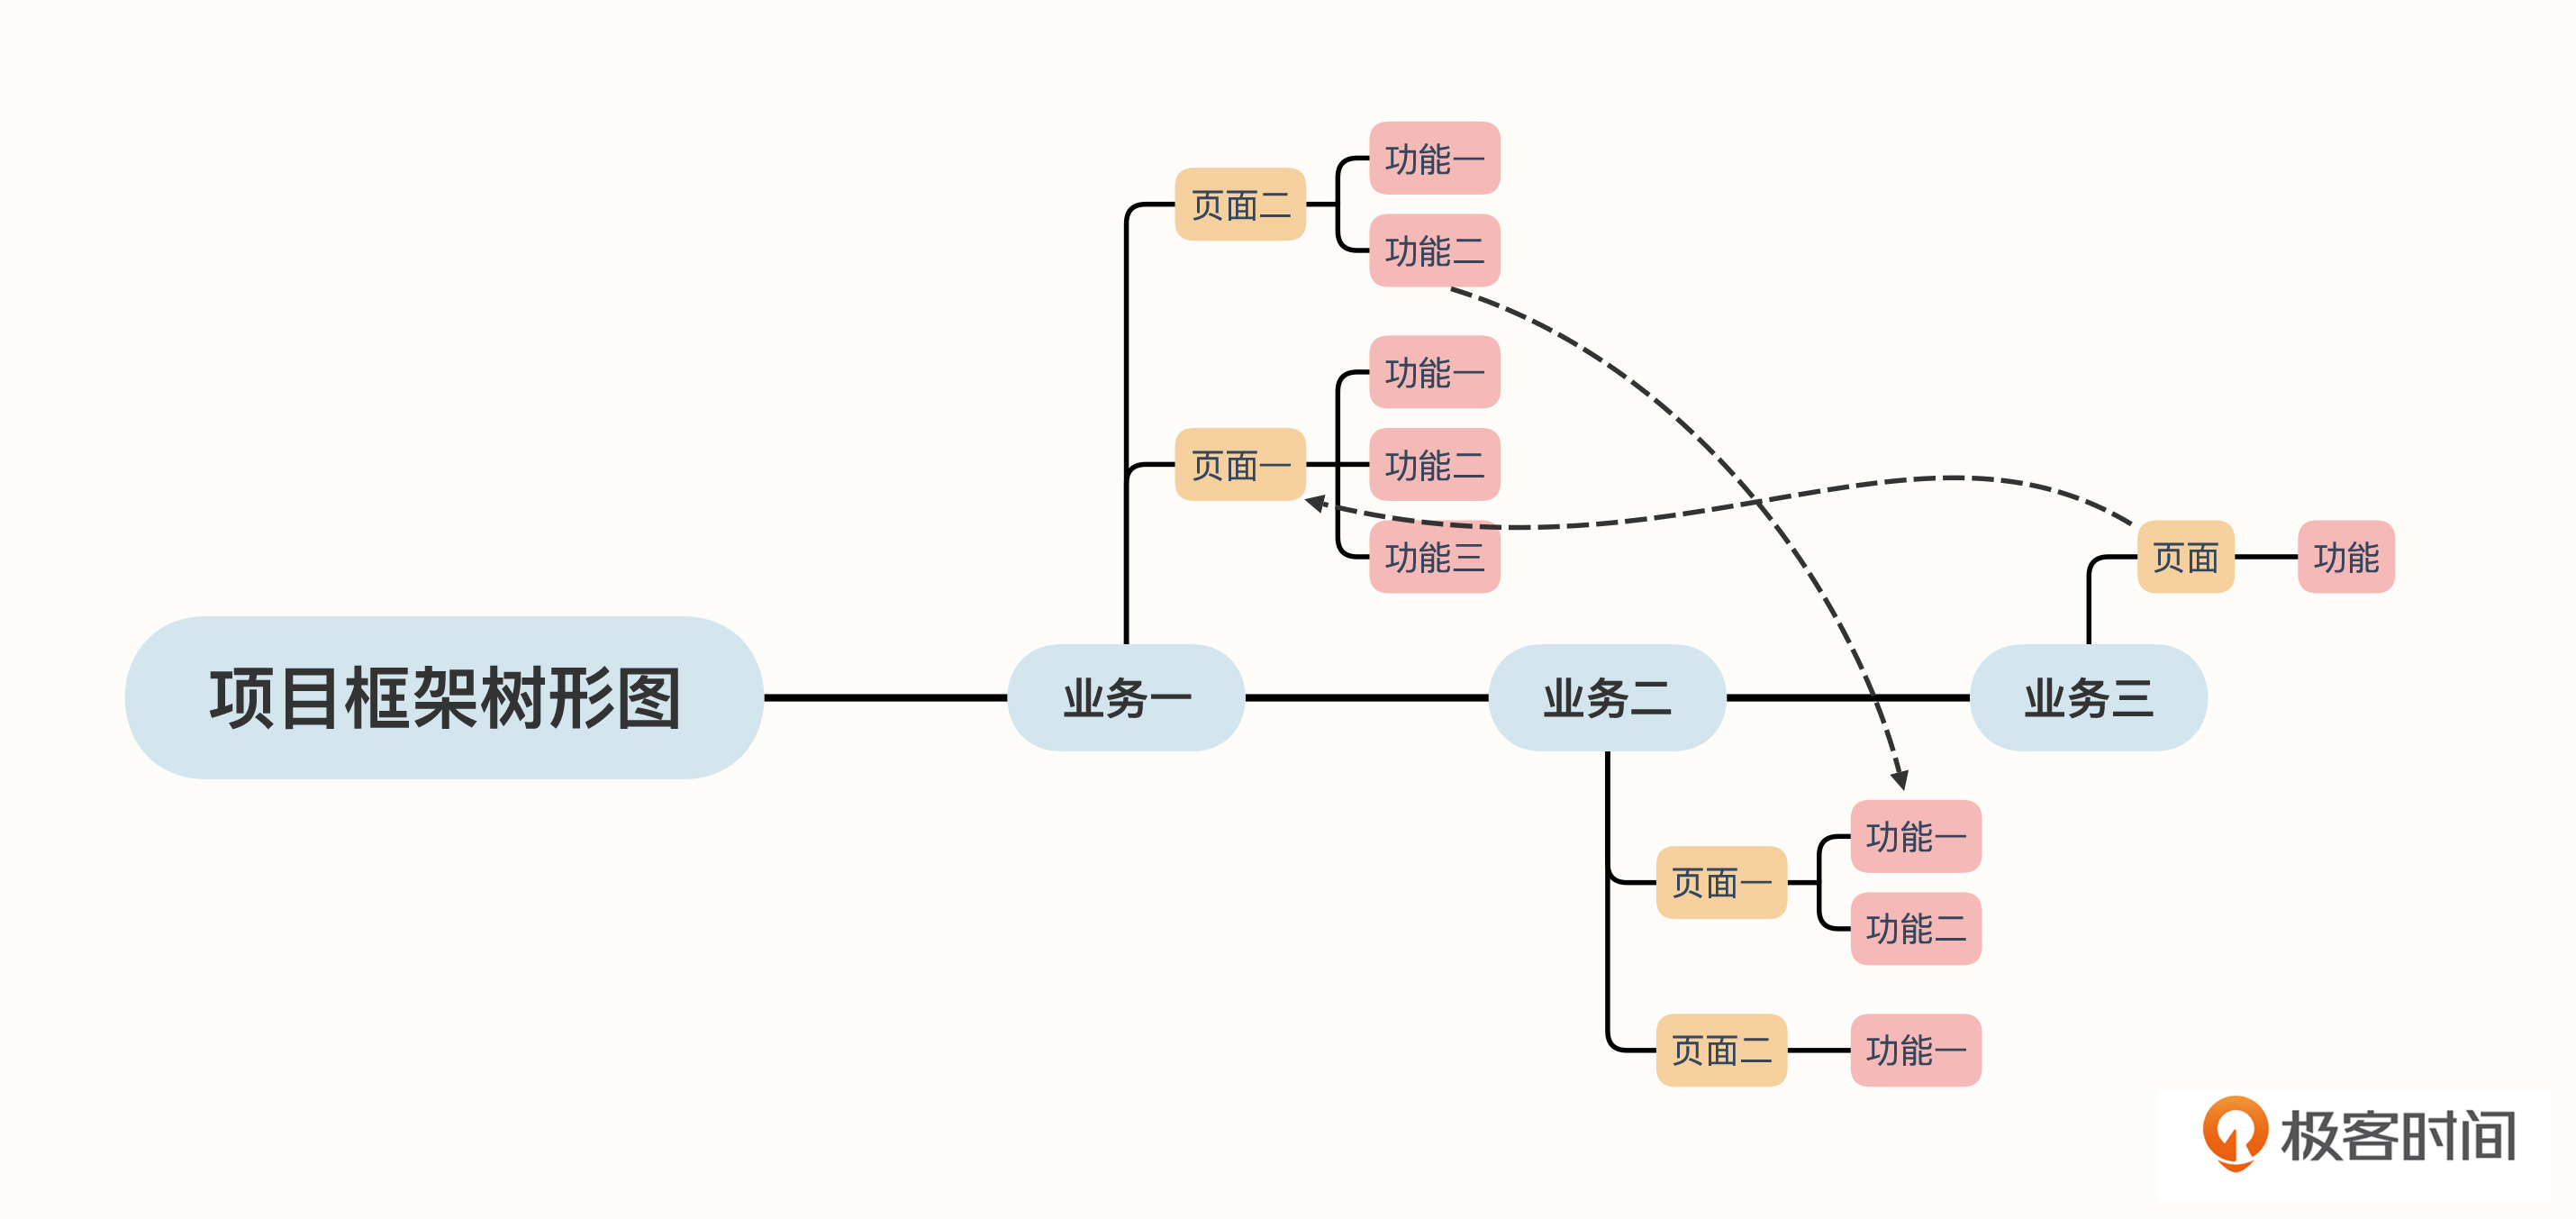 功能一
页面二
功能二
功能一
页面一
功能二
功能三
页面
功能
项目框架树形图
业务一
业务二
业务三
功能一
页面一
功能二
页面二
功能一
极客时间